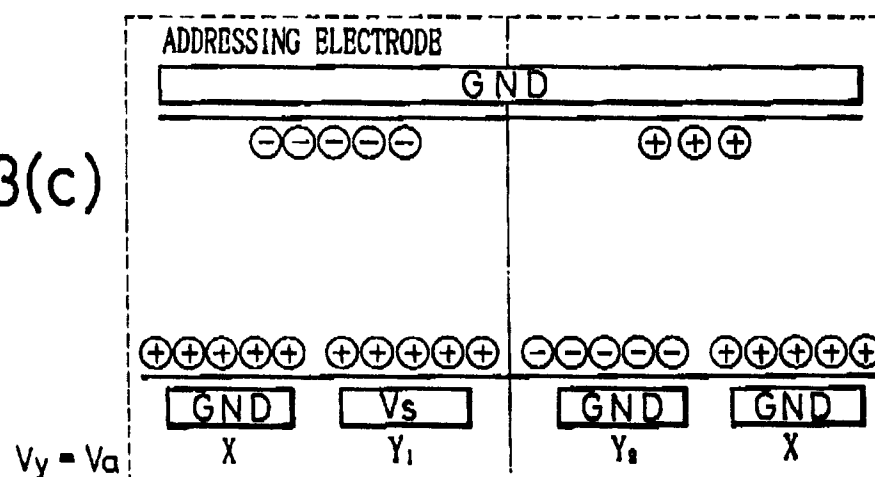 ADDRESSING ELECTRODE
GND
⊖⊖⊖⊖⊖ ⊕⊕⊕
3(c)
⊕⊕⊕⊕⊕ ⊕⊕⊕⊕⊕ ⊖⊖⊖⊖⊖ ⊕⊕⊕⊕⊕
GND Vs GND GND
X Y₁ Y₂ X
Vy = Va